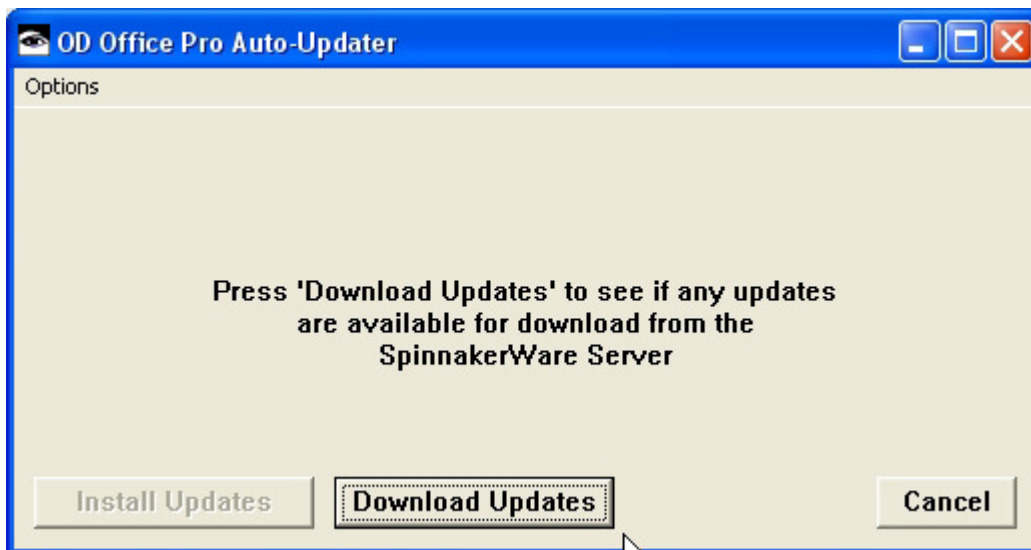 OD Office Pro Auto-Updater
Options
Press 'Download Updates' to see if any updates
are available for download from the
SpinnakerWare Server
Install Updates
Download Updates
Cancel